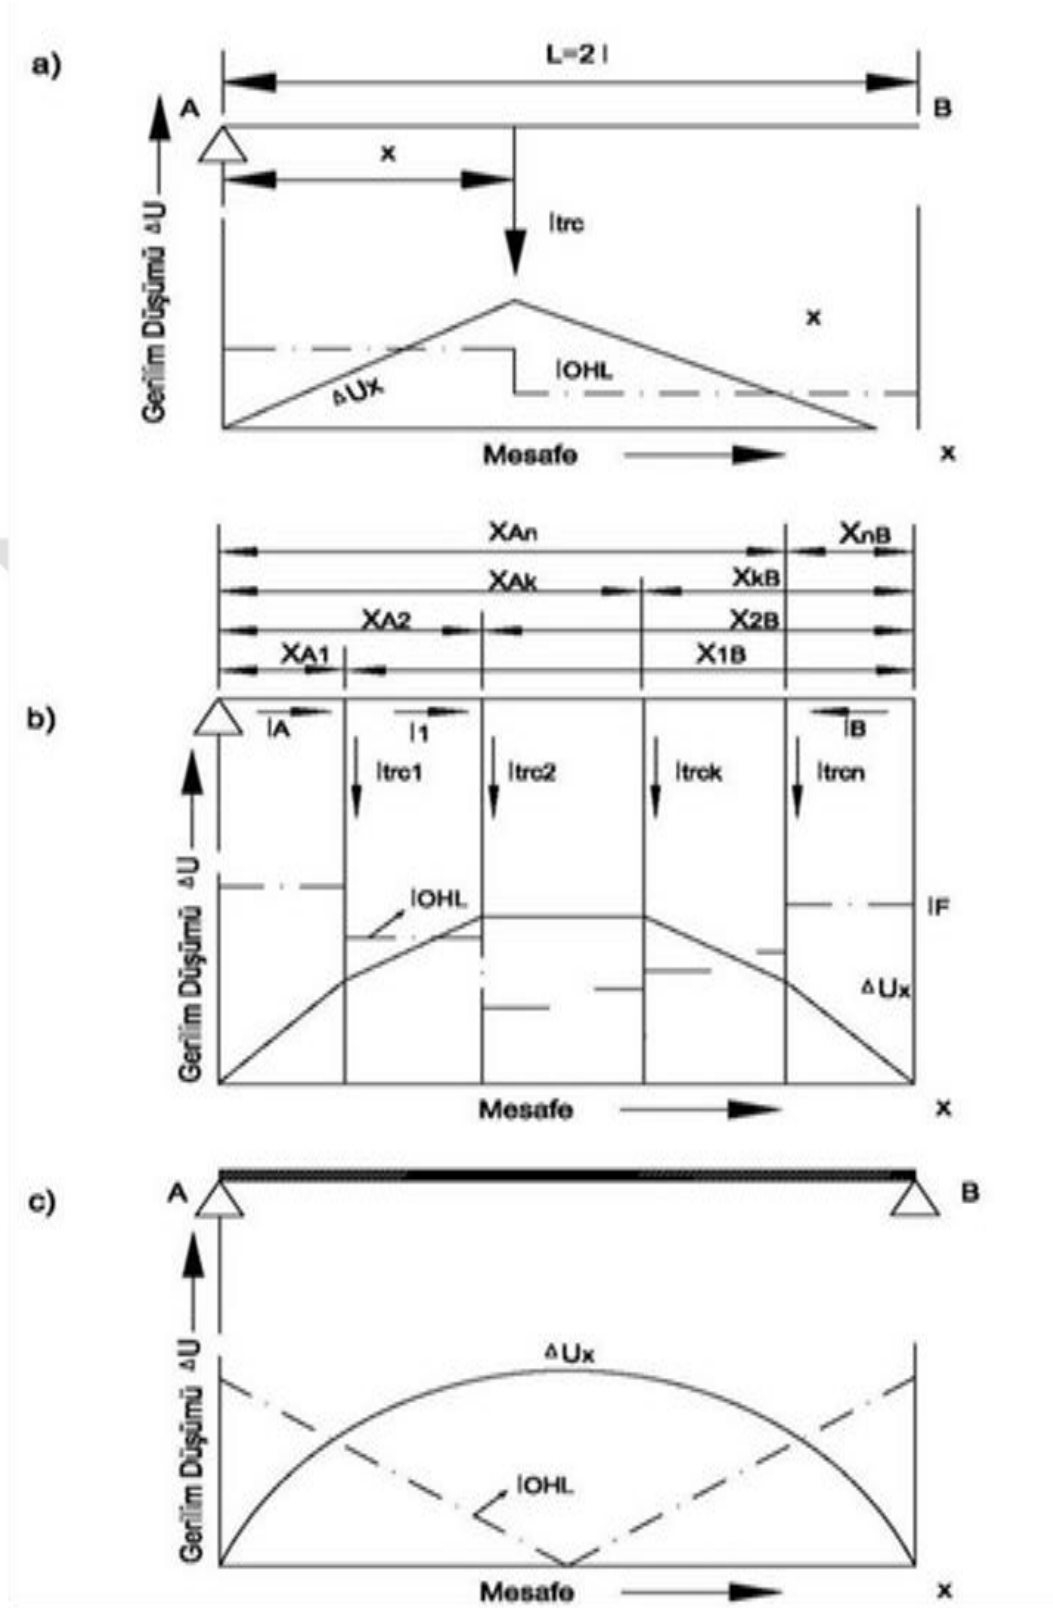 a)
L=2 l
A
B
x
Itrc
Gerilim Düşümü ΔU
x
IOHL
ΔUx
Mesafe
x
XAn
XnB
XAk
XkB
XA2
X2B
XA1
X1B
b)
IA
I1
IB
Itrc1
Itrc2
Itrck
Itrcn
Gerilim Düşümü ΔU
IOHL
IF
ΔUx
Mesafe
x
c)
A
B
Gerilim Düşümü ΔU
ΔUx
IOHL
Mesafe
x